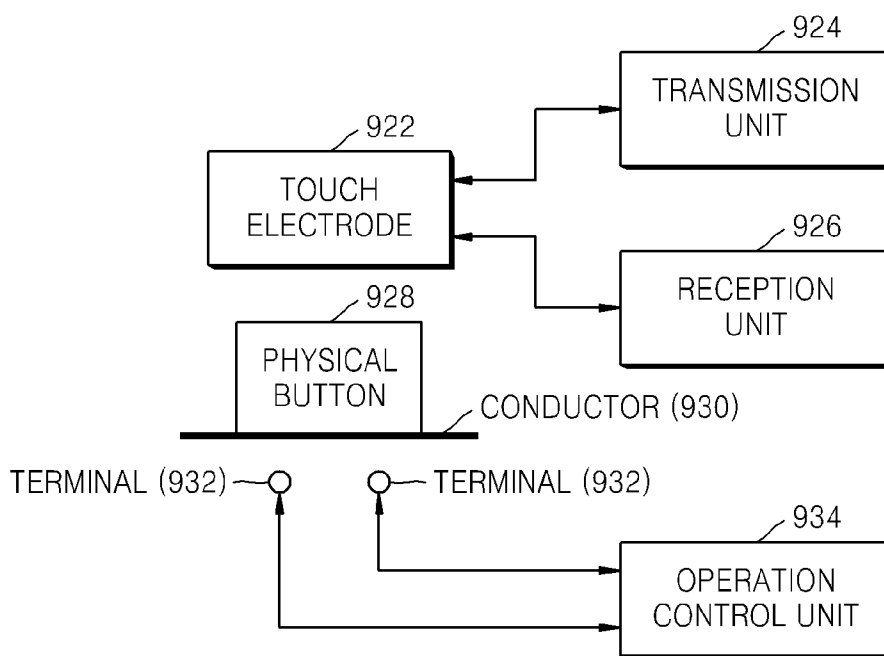 924
TRANSMISSION
UNIT
922
TOUCH
ELECTRODE
926
RECEPTION
UNIT
928
PHYSICAL
BUTTON
CONDUCTOR (930)
TERMINAL (932)
TERMINAL (932)
934
OPERATION
CONTROL UNIT